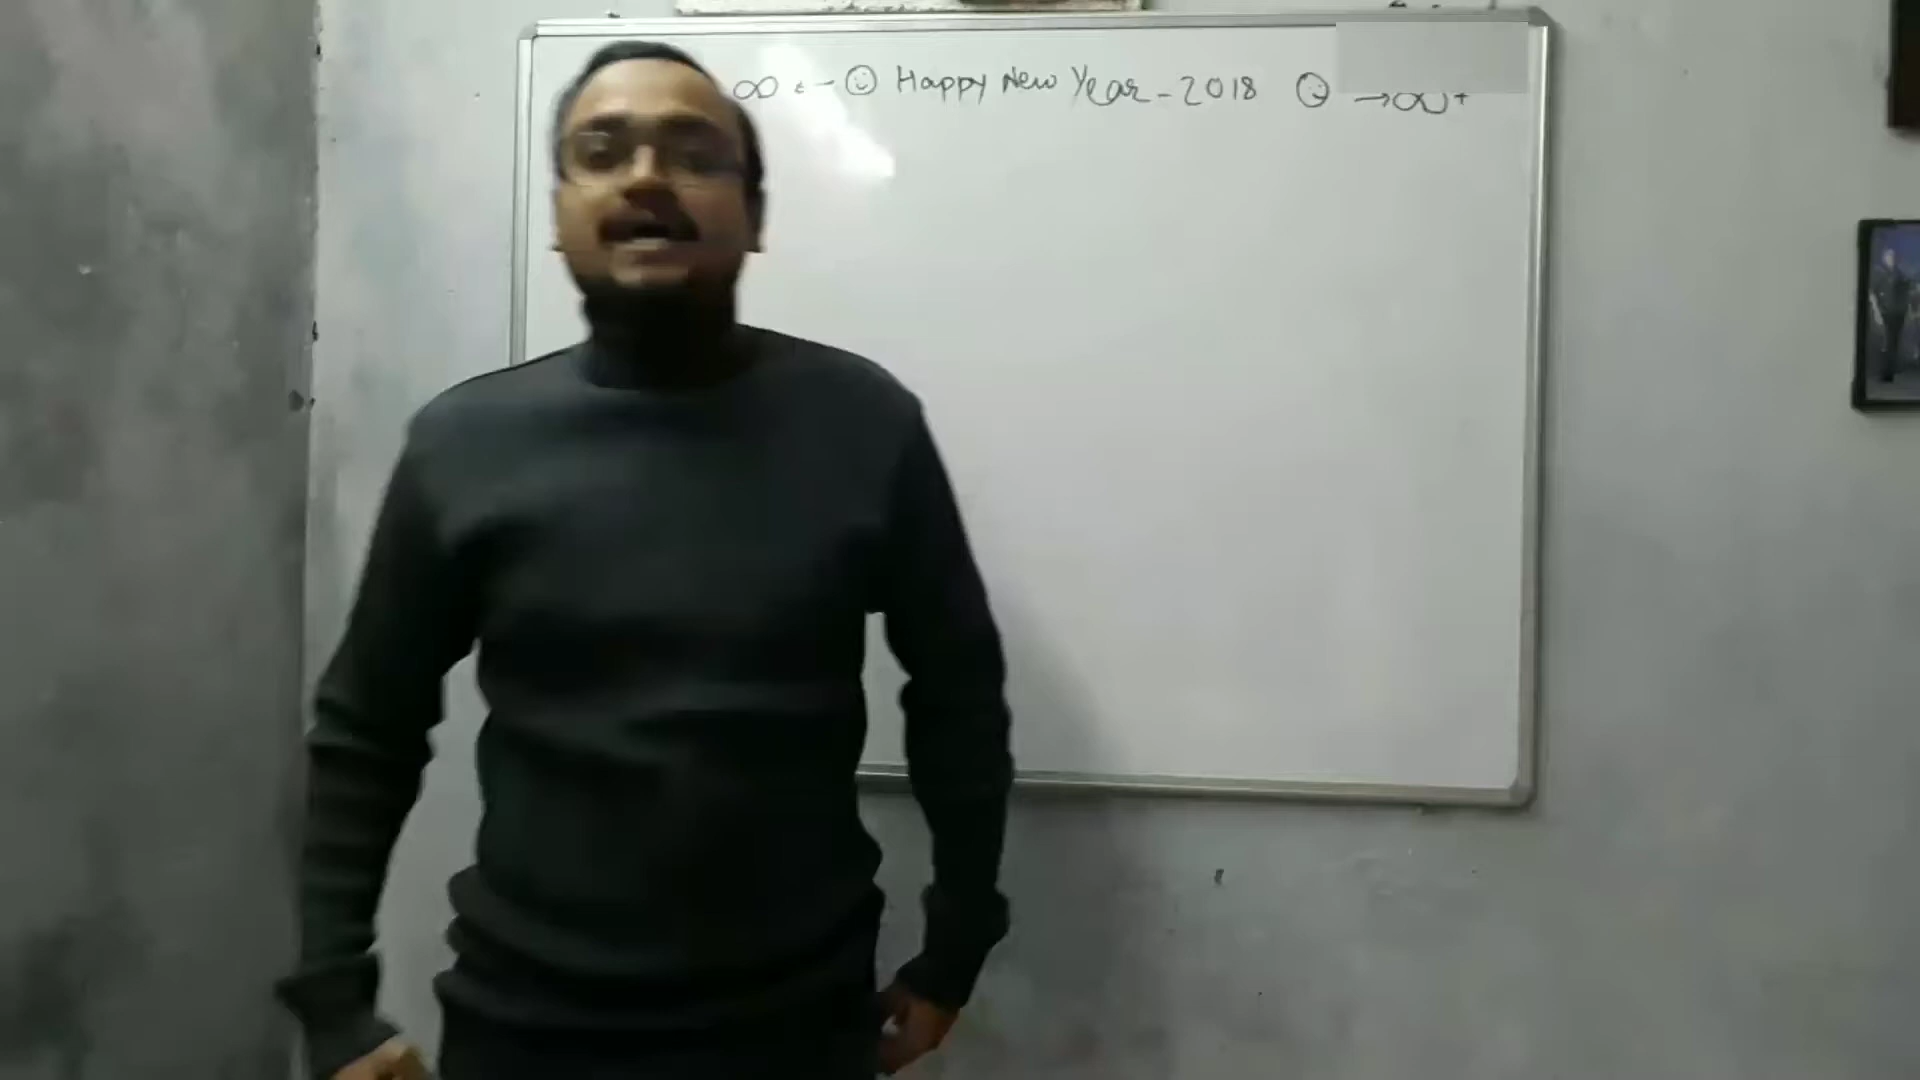 ∞ ← ☺ Happy New Year - 2018 ☺ → ∞⁺